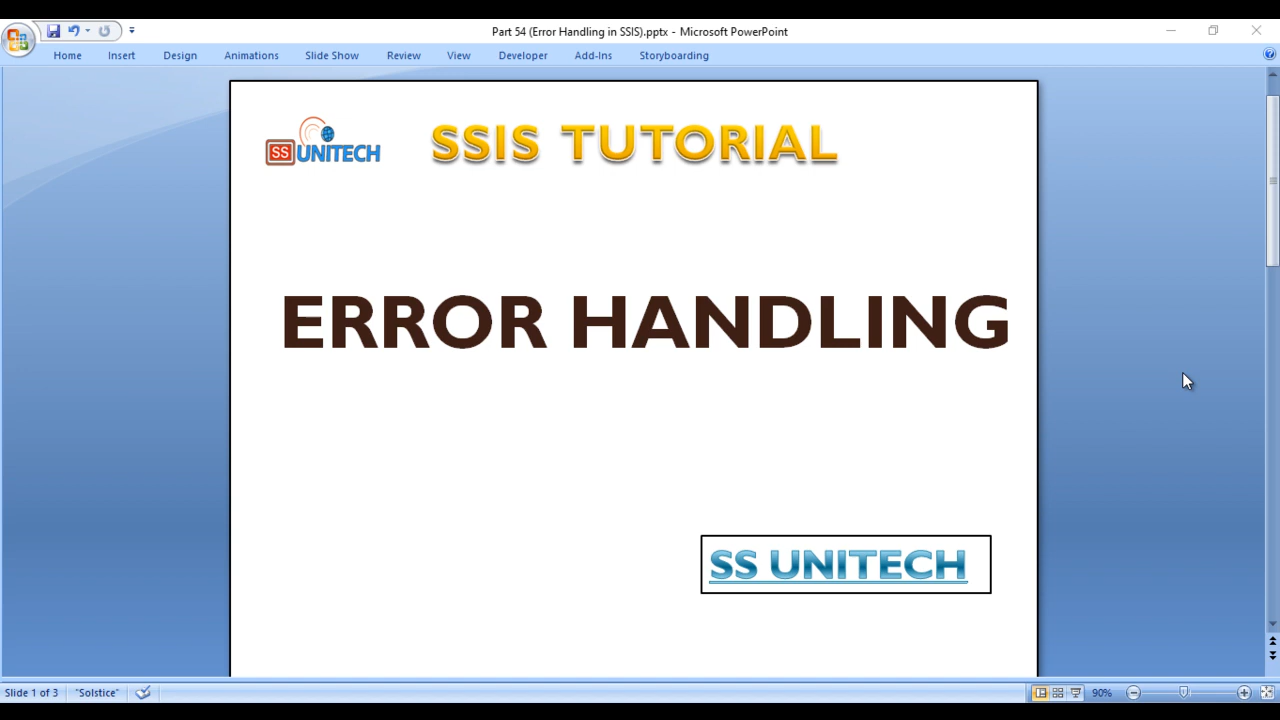 Part 54 (Error Handling in SSIS).pptx - Microsoft PowerPoint
Home Insert Design Animations Slide Show Review View Developer Add-Ins Storyboarding
SS UNITECH
SSIS TUTORIAL
ERROR HANDLING
SS UNITECH
Slide 1 of 3 "Solstice" 90%